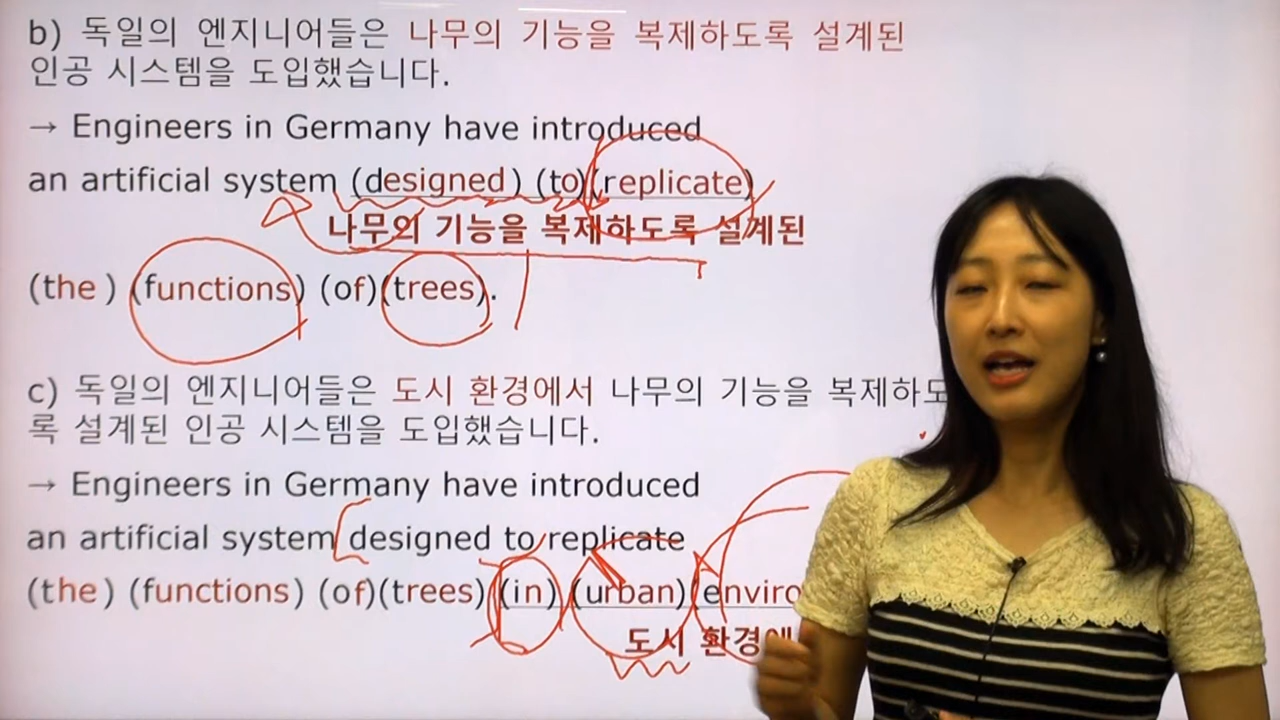 b) 독일의 엔지니어들은 나무의 기능을 복제하도록 설계된
인공 시스템을 도입했습니다.
→ Engineers in Germany have introduced
an artificial system (designed ) (to)(replicate)
나무의 기능을 복제하도록 설계된
(the ) (functions) (of)(trees).
c) 독일의 엔지니어들은 도시 환경에서 나무의 기능을 복제하도
록 설계된 인공 시스템을 도입했습니다.
→ Engineers in Germany have introduced
an artificial system designed to replicate
(the ) (functions) (of)(trees) (in) (urban) (enviro
도시 환경에